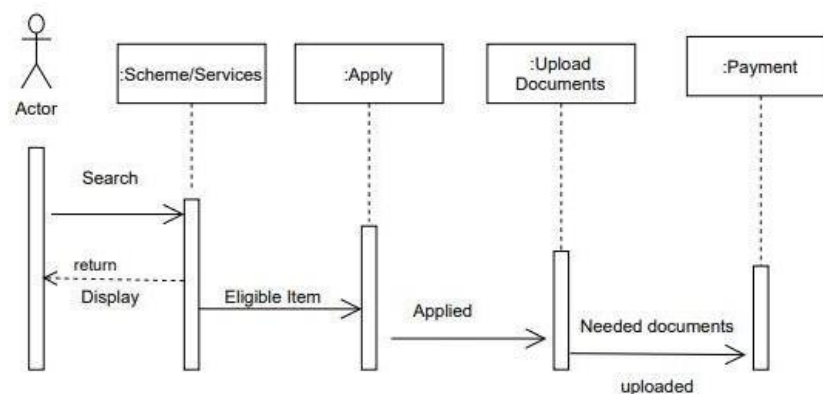 :Scheme/Services
:Apply
:Upload
Documents
:Payment
Actor
Search
return
Display
Eligible Item
Applied
Needed documents
uploaded